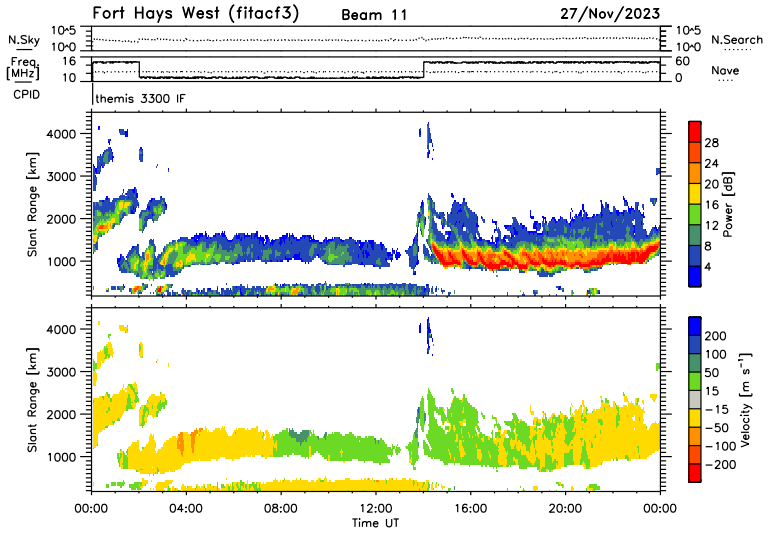 Fort Hays West (fitacf3) Beam 11 27/Nov/2023
N.Sky 10^5 10^0 10^5 10^0 N.Search
Freq. [MHz] 16 10 60 0 Nave
CPID themis 3300 IF
Slant Range [km] 4000 3000 2000 1000
28 24 20 16 12 8 4 Power [dB]
Slant Range [km] 4000 3000 2000 1000
200 100 50 15 −15 −50 −100 −200 Velocity [m s⁻¹]
00:00 04:00 08:00 12:00 16:00 20:00 00:00
Time UT